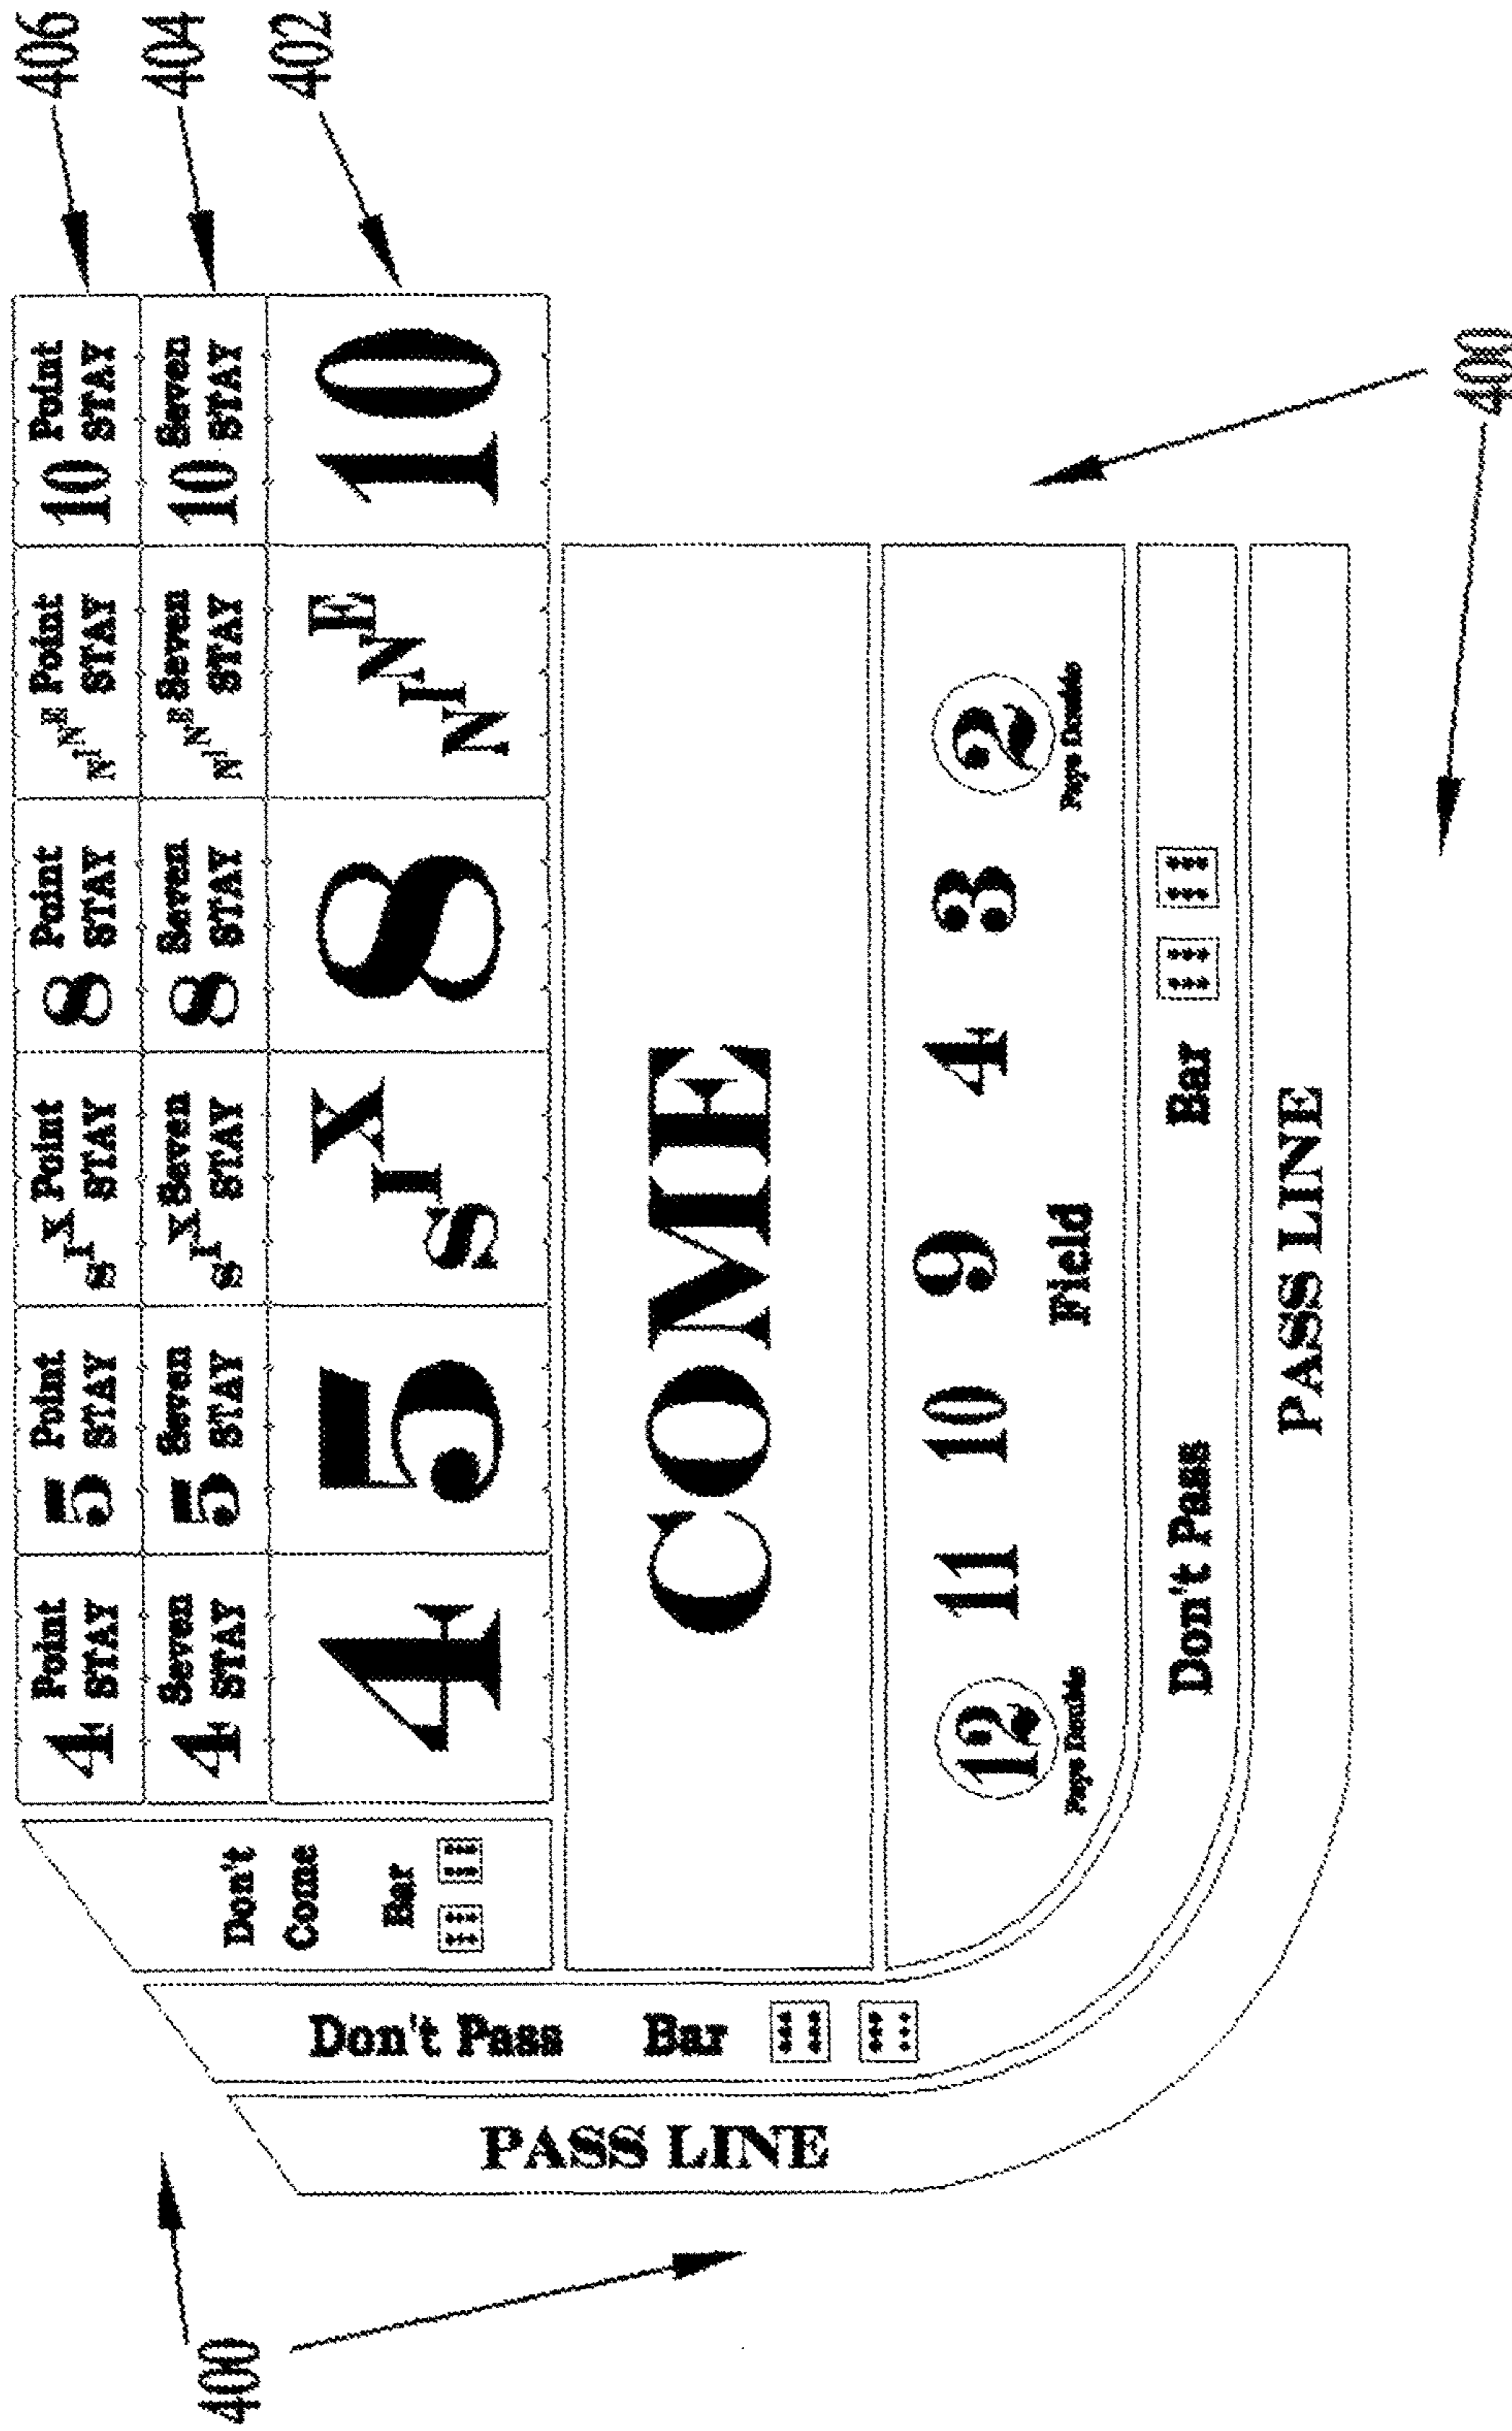 4 Point STAY
5 Point STAY
SIX Point STAY
8 Point STAY
NINE Point STAY
10 Point STAY
406
4 Seven STAY
5 Seven STAY
SIX Seven STAY
8 Seven STAY
NINE Seven STAY
10 Seven STAY
404
4 5 SIX 8 NINE 10
402
Don't
Come
Bar
COME
12 11 10 9 4 3 2
Pays Double
Field
Pays Double
Don't Pass Bar
PASS LINE
Don't Pass Bar
PASS LINE
400
400